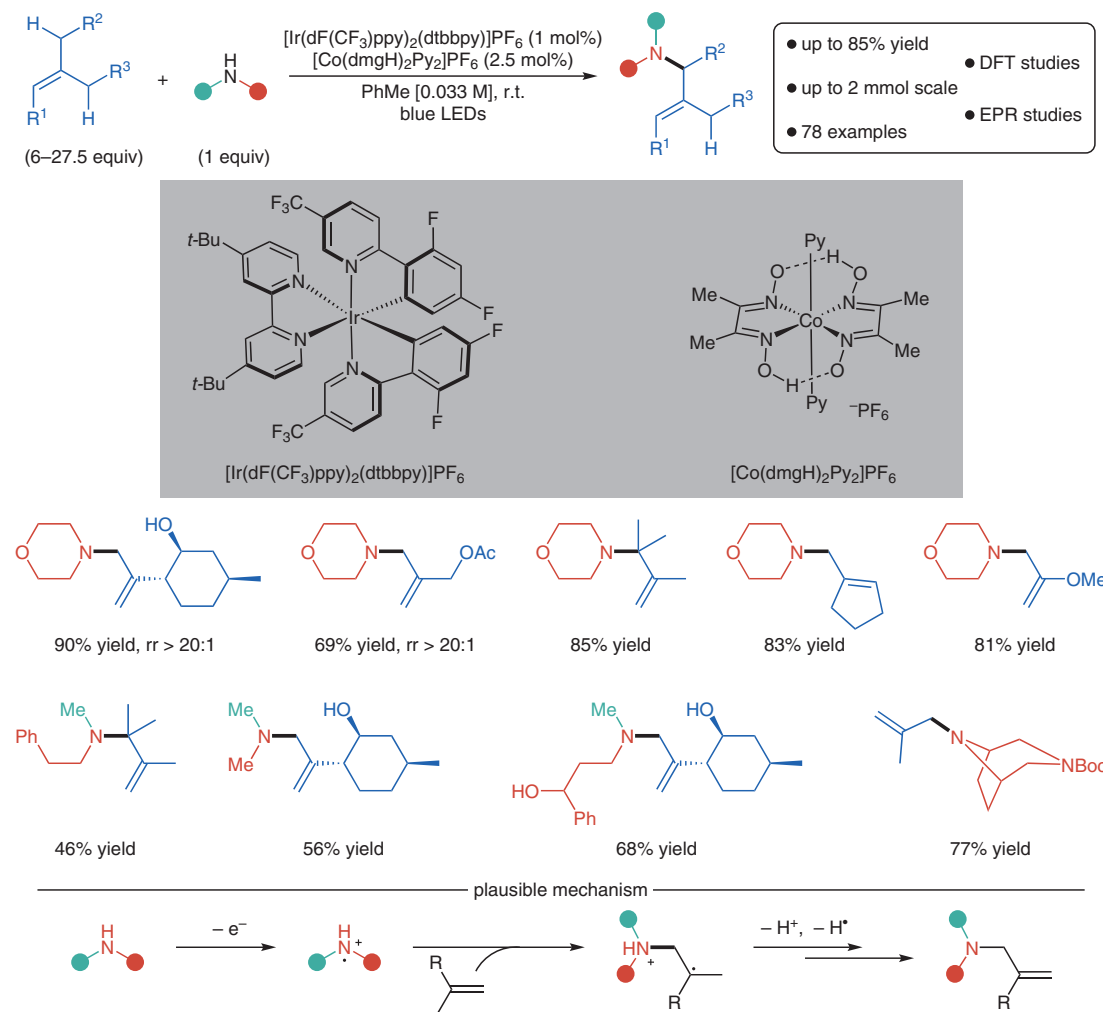 H
R2
R3
R1
H
(6–27.5 equiv)
+
H
N
(1 equiv)
[Ir(dF(CF3)ppy)2(dtbbpy)]PF6 (1 mol%)
[Co(dmgH)2Py2]PF6 (2.5 mol%)
PhMe [0.033 M], r.t.
blue LEDs
N
R2
R3
R1
H
● up to 85% yield
● DFT studies
● up to 2 mmol scale
● EPR studies
● 78 examples
F3C
F
t-Bu
N
N
F
Ir
N
F
N
t-Bu
F
F3C
[Ir(dF(CF3)ppy)2(dtbbpy)]PF6
Py
O H O
Me N N Me
Co
Me N N Me
O H O
Py
–PF6
[Co(dmgH)2Py2]PF6
O N HO
90% yield, rr > 20:1
O N OAc
69% yield, rr > 20:1
O N
85% yield
O N
83% yield
O N OMe
81% yield
Me
Ph N
46% yield
Me HO
N
Me
56% yield
Me HO
N
HO
Ph
68% yield
N
NBoc
77% yield
plausible mechanism
H
N
– e–
H
N
+
•
R
HN
+
•
R
– H+, – H•
N
R